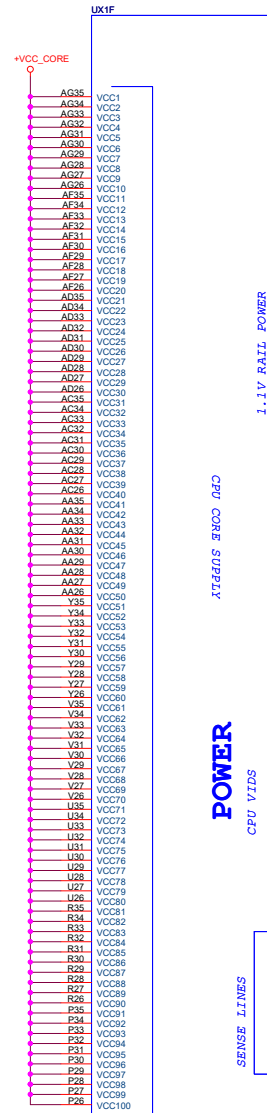 UX1F
+VCC_CORE
AG35 VCC1
AG34 VCC2
AG33 VCC3
AG32 VCC4
AG31 VCC5
AG30 VCC6
AG29 VCC7
AG28 VCC8
AG27 VCC9
AG26 VCC10
AF35 VCC11
AF34 VCC12
AF33 VCC13
AF32 VCC14
AF31 VCC15
AF30 VCC16
AF29 VCC17
AF28 VCC18
AF27 VCC19
AF26 VCC20
AD35 VCC21
AD34 VCC22
AD33 VCC23
AD32 VCC24
AD31 VCC25
AD30 VCC26
AD29 VCC27
AD28 VCC28
AD27 VCC29
AD26 VCC30
AC35 VCC31
AC34 VCC32
AC33 VCC33
AC32 VCC34
AC31 VCC35
AC30 VCC36
AC29 VCC37
AC28 VCC38
AC27 VCC39
AC26 VCC40
AA35 VCC41
AA34 VCC42
AA33 VCC43
AA32 VCC44
AA31 VCC45
AA30 VCC46
AA29 VCC47
AA28 VCC48
AA27 VCC49
AA26 VCC50
Y35 VCC51
Y34 VCC52
Y33 VCC53
Y32 VCC54
Y31 VCC55
Y30 VCC56
Y29 VCC57
Y28 VCC58
Y27 VCC59
Y26 VCC60
V35 VCC61
V34 VCC62
V33 VCC63
V32 VCC64
V31 VCC65
V30 VCC66
V29 VCC67
V28 VCC68
V27 VCC69
V26 VCC70
U35 VCC71
U34 VCC72
U33 VCC73
U32 VCC74
U31 VCC75
U30 VCC76
U29 VCC77
U28 VCC78
U27 VCC79
U26 VCC80
R35 VCC81
R34 VCC82
R33 VCC83
R32 VCC84
R31 VCC85
R30 VCC86
R29 VCC87
R28 VCC88
R27 VCC89
R26 VCC90
P35 VCC91
P34 VCC92
P33 VCC93
P32 VCC94
P31 VCC95
P30 VCC96
P29 VCC97
P28 VCC98
P27 VCC99
P26 VCC100
CPU CORE SUPPLY
POWER
SENSE LINES
CPU VIDS
1.1V RAIL POWER